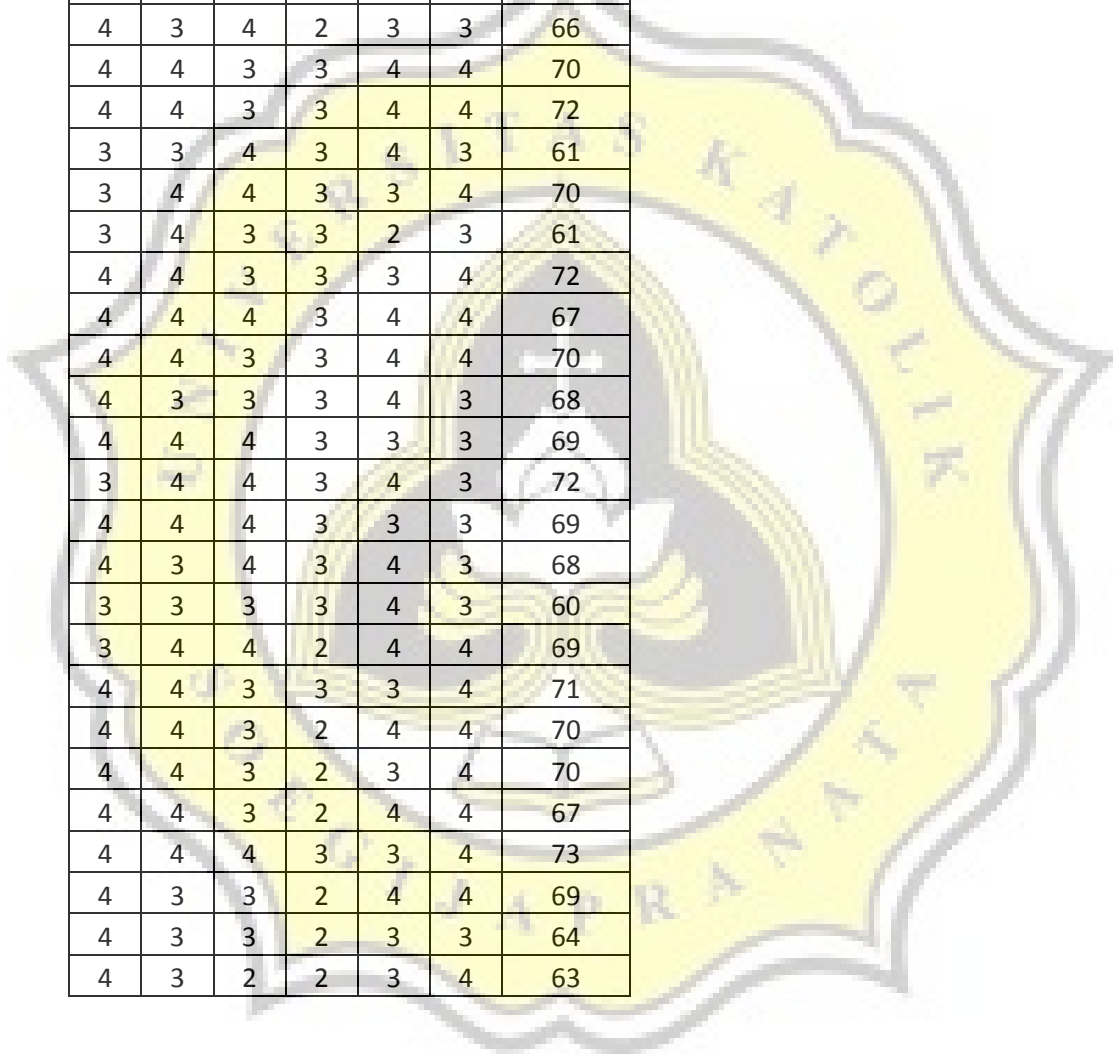 4 3 4 2 3 3 66
4 4 3 3 4 4 70
4 4 3 3 4 4 72
3 3 4 3 4 3 61
3 4 4 3 3 4 70
3 4 3 3 2 3 61
4 4 3 3 3 4 72
4 4 4 3 4 4 67
4 4 3 3 4 4 70
4 3 3 3 4 3 68
4 4 4 3 3 3 69
3 4 4 3 4 3 72
4 4 4 3 3 3 69
4 3 4 3 4 3 68
3 3 3 3 4 3 60
3 4 4 2 4 4 69
4 4 3 3 3 4 71
4 4 3 2 4 4 70
4 4 3 2 3 4 70
4 4 3 2 4 4 67
4 4 4 3 3 4 73
4 3 3 2 4 4 69
4 3 3 2 3 3 64
4 3 2 2 3 4 63
UNIVERSITAS KATOLIK
SOEGIJAPRANATA